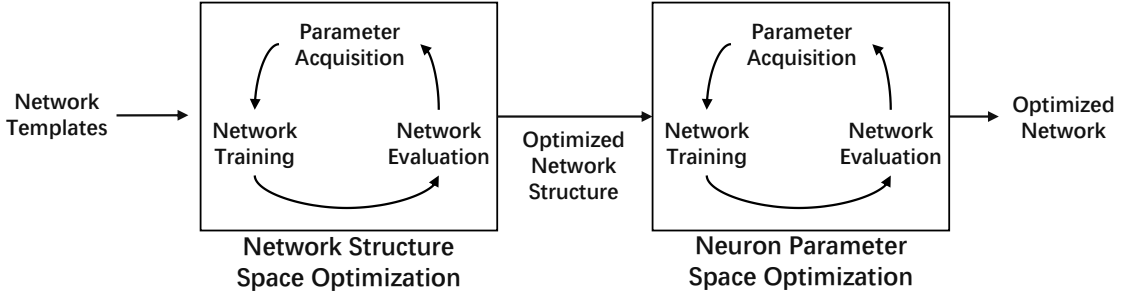 Network
Templates
Parameter
Acquisition
Network
Training
Network
Evaluation
Network Structure
Space Optimization
Optimized
Network
Structure
Parameter
Acquisition
Network
Training
Network
Evaluation
Neuron Parameter
Space Optimization
Optimized
Network